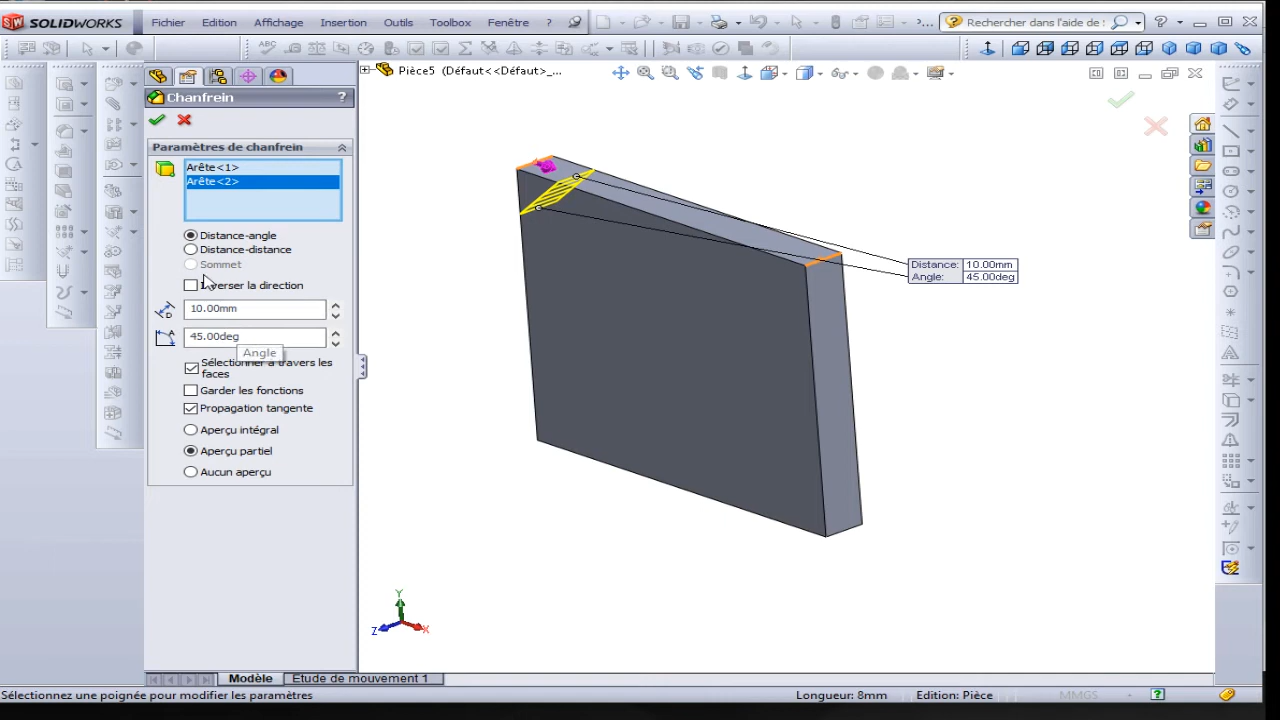 SOLIDWORKS
Fichier Edition Affichage Insertion Outils Toolbox Fenêtre ?
Rechercher dans l'aide de :
?
ABC
Pièce5 (Défaut<<Défaut>_...
Chanfrein ?
Paramètres de chanfrein
Arête<1>
Arête<2>
Distance-angle
Distance-distance
Sommet
Inverser la direction
D
10.00mm
A
45.00deg
Angle
Sélectionner à travers les
faces
Garder les fonctions
Propagation tangente
Aperçu intégral
Aperçu partiel
Aucun aperçu
Distance: 10.00mm
Angle: 45.00deg
Y
Z
X
Modèle Etude de mouvement 1
Sélectionnez une poignée pour modifier les paramètres Longueur: 8mm Edition: Pièce MMGS - ?